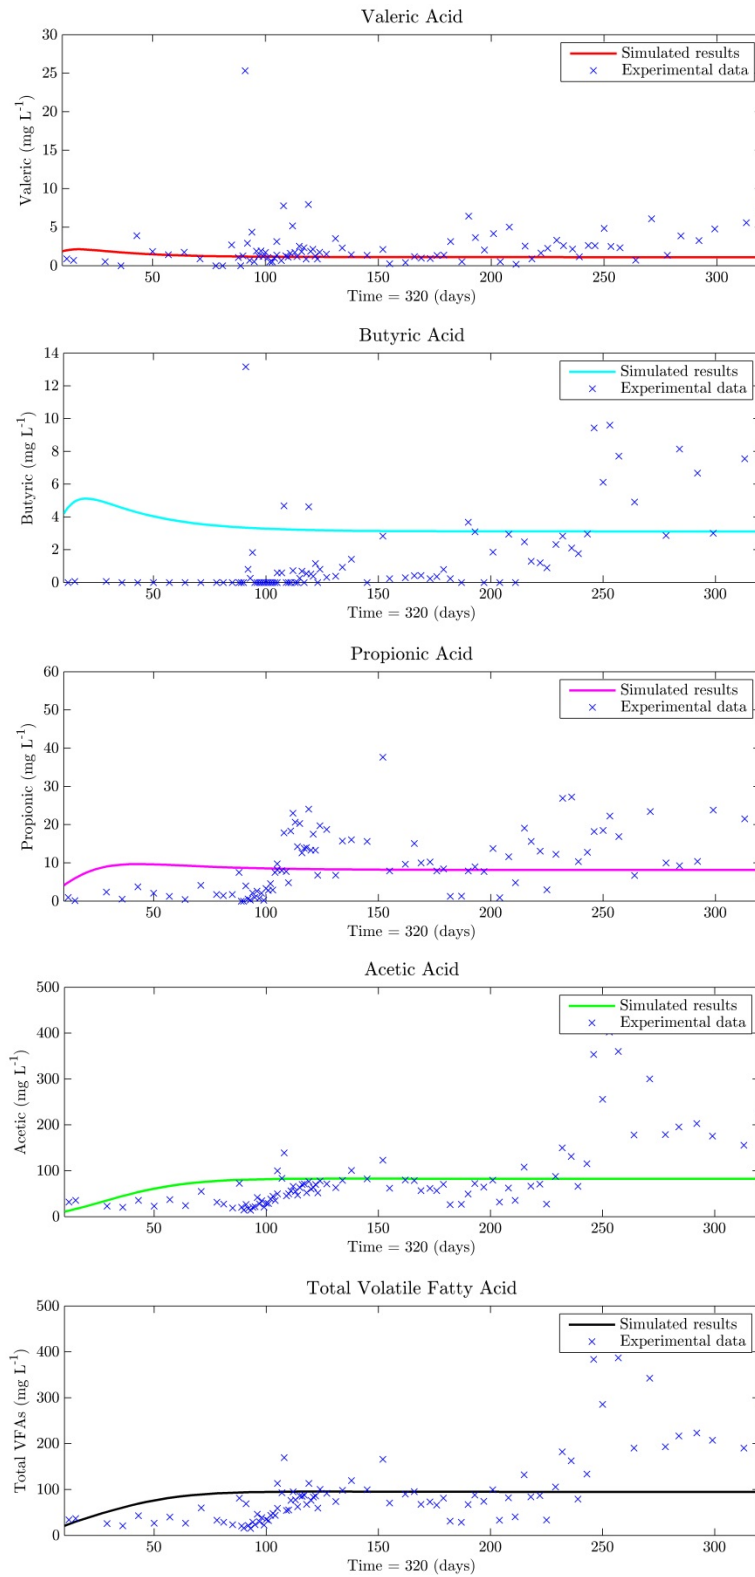 Valeric Acid
30
25
20
15
10
5
0
Valeric (mg L-1)
Simulated results
Experimental data
50
100
150
200
250
300
Time = 320 (days)
Butyric Acid
14
12
10
8
6
4
2
0
Butyric (mg L-1)
Simulated results
Experimental data
50
100
150
200
250
300
Time = 320 (days)
Propionic Acid
60
50
40
30
20
10
0
Propionic (mg L-1)
Simulated results
Experimental data
50
100
150
200
250
300
Time = 320 (days)
Acetic Acid
500
400
300
200
100
0
Acetic (mg L-1)
Simulated results
Experimental data
50
100
150
200
250
300
Time = 320 (days)
Total Volatile Fatty Acid
500
400
300
200
100
0
Total VFAs (mg L-1)
Simulated results
Experimental data
50
100
150
200
250
300
Time = 320 (days)